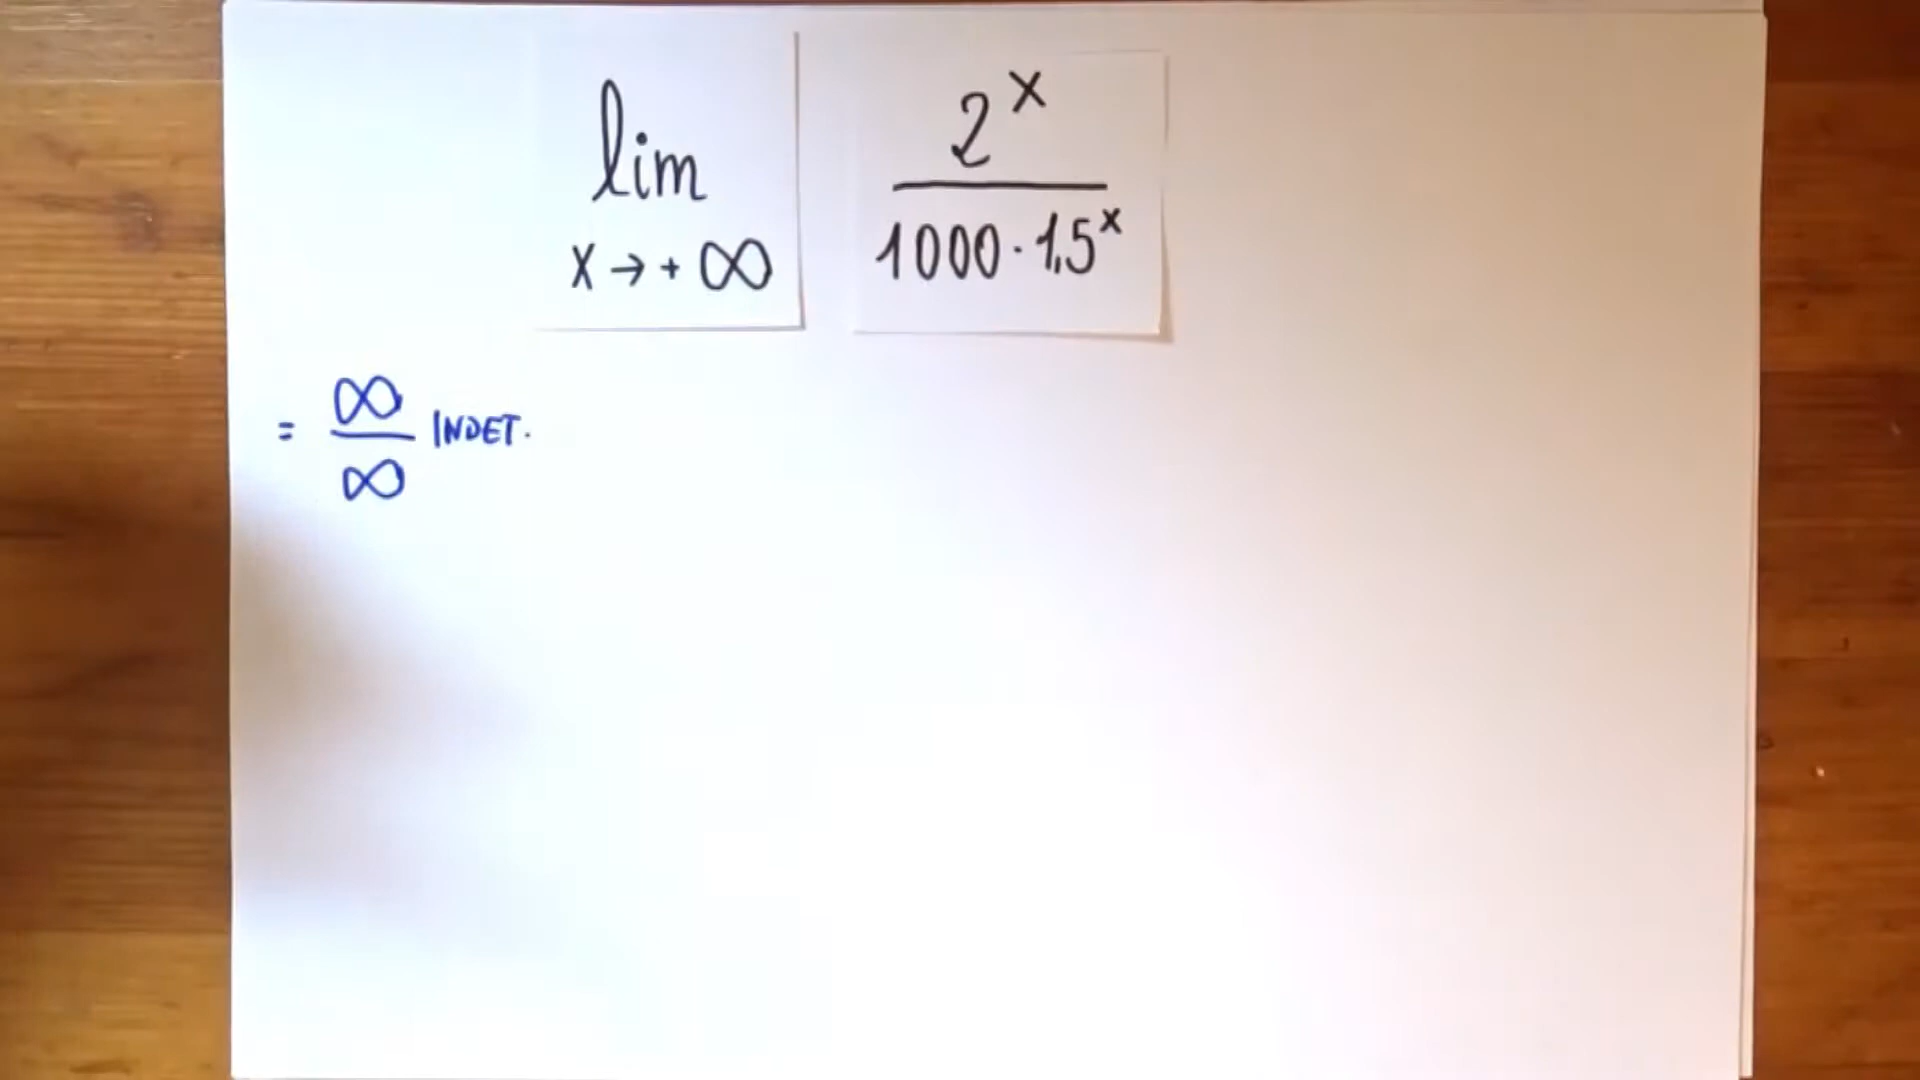 lim x → + ∞ 2^x / 1000 · 1,5^x
= ∞ / ∞ INDET.